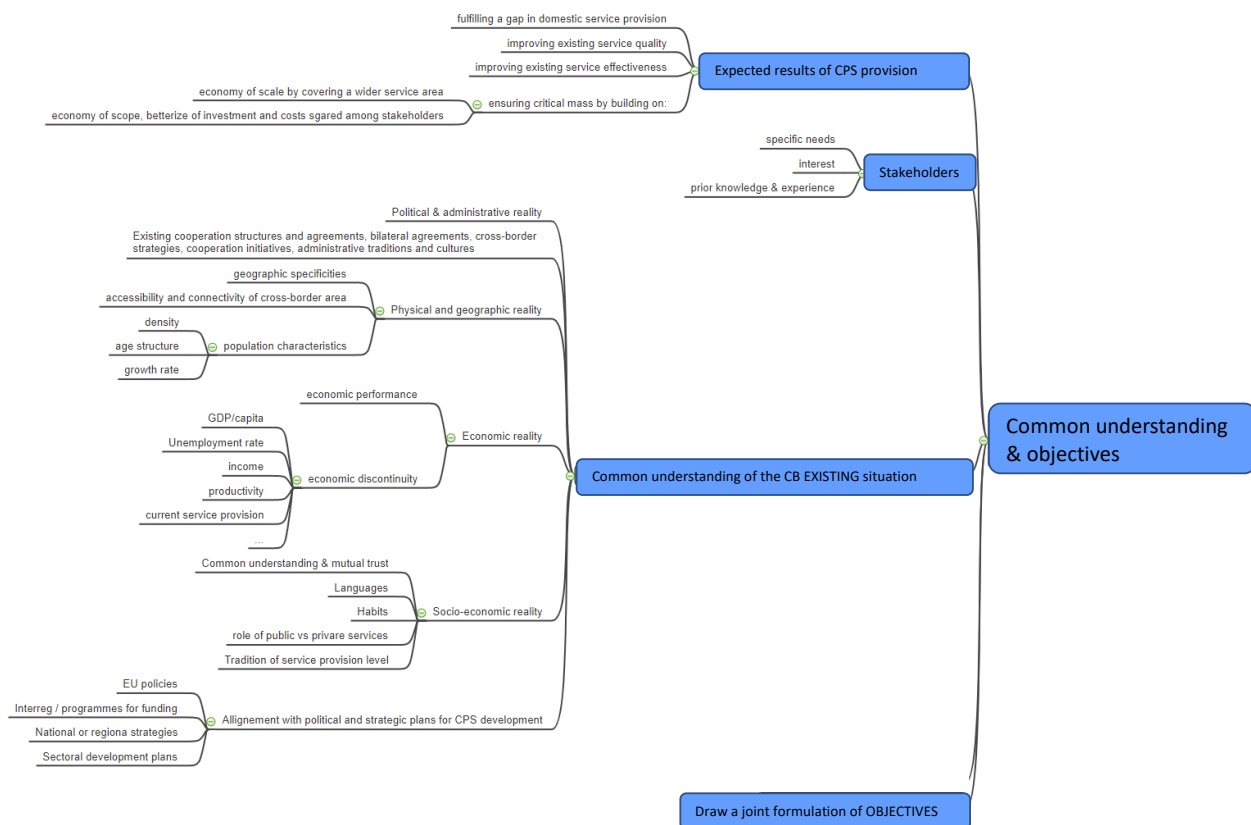 fulfilling a gap in domestic service provision
improving existing service quality
improving existing service effectiveness
Expected results of CPS provision
economy of scale by covering a wider service area
ensuring critical mass by building on:
economy of scope, betterize of investment and costs sgared among stakeholders
specific needs
interest
Stakeholders
prior knowledge & experience
Political & administrative reality
Existing cooperation structures and agreements, bilateral agreements, cross-border
strategies, cooperation initiatives, administrative traditions and cultures
geographic specificities
accessibility and connectivity of cross-border area
Physical and geographic reality
density
age structure
population characteristics
growth rate
economic performance
GDP/capita
Unemployment rate
Economic reality
income
productivity
economic discontinuity
current service provision
...
Common understanding of the CB EXISTING situation
Common understanding
& objectives
Common understanding & mutual trust
Languages
Habits
Socio-economic reality
role of public vs privare services
Tradition of service provision level
EU policies
Interreg / programmes for funding
Allignement with political and strategic plans for CPS development
National or regiona strategies
Sectoral development plans
Draw a joint formulation of OBJECTIVES